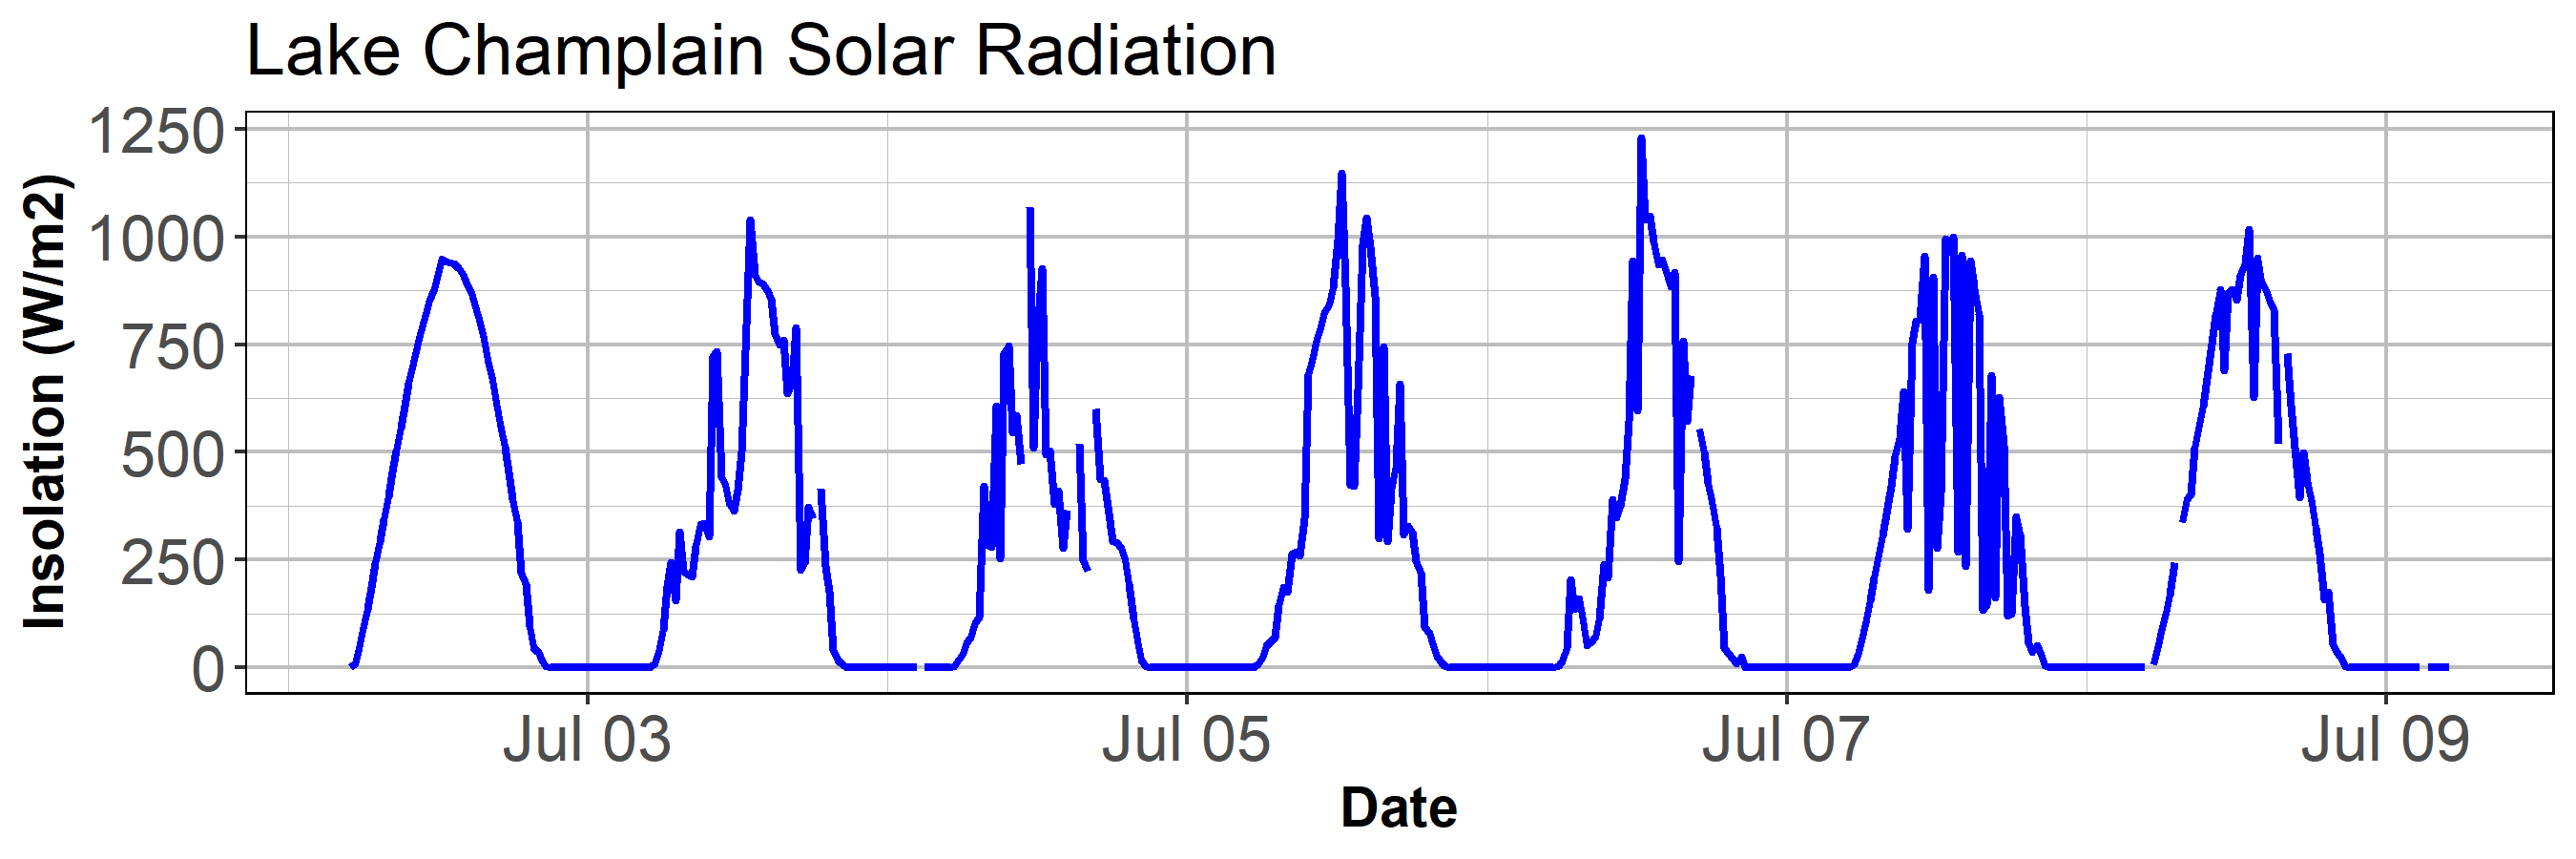 Lake Champlain Solar Radiation
Insolation (W/m2)
1250
1000
750
500
250
0
Jul 03
Jul 05
Jul 07
Jul 09
Date